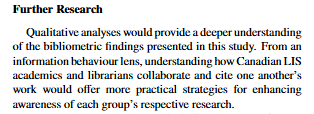 Further Research
Qualitative analyses would provide a deeper understanding
of the bibliometric findings presented in this study. From an
information behaviour lens, understanding how Canadian LIS
academics and librarians collaborate and cite one another's
work would offer more practical strategies for enhancing
awareness of each group's respective research.